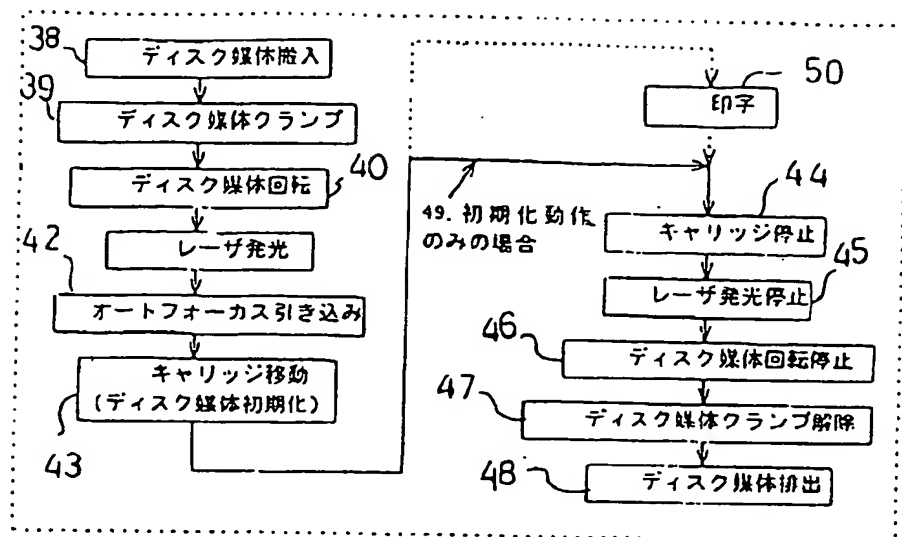 38
ディスク媒体搬入
39
ディスク媒体クランプ
ディスク媒体回転
40
レーザ発光
42
オートフォーカス引き込み
キャリッジ移動
(ディスク媒体初期化)
43
49.初期化動作
のみの場合
50
印字
44
キャリッジ停止
45
レーザ発光停止
46
ディスク媒体回転停止
47
ディスク媒体クランプ解除
48
ディスク媒体排出